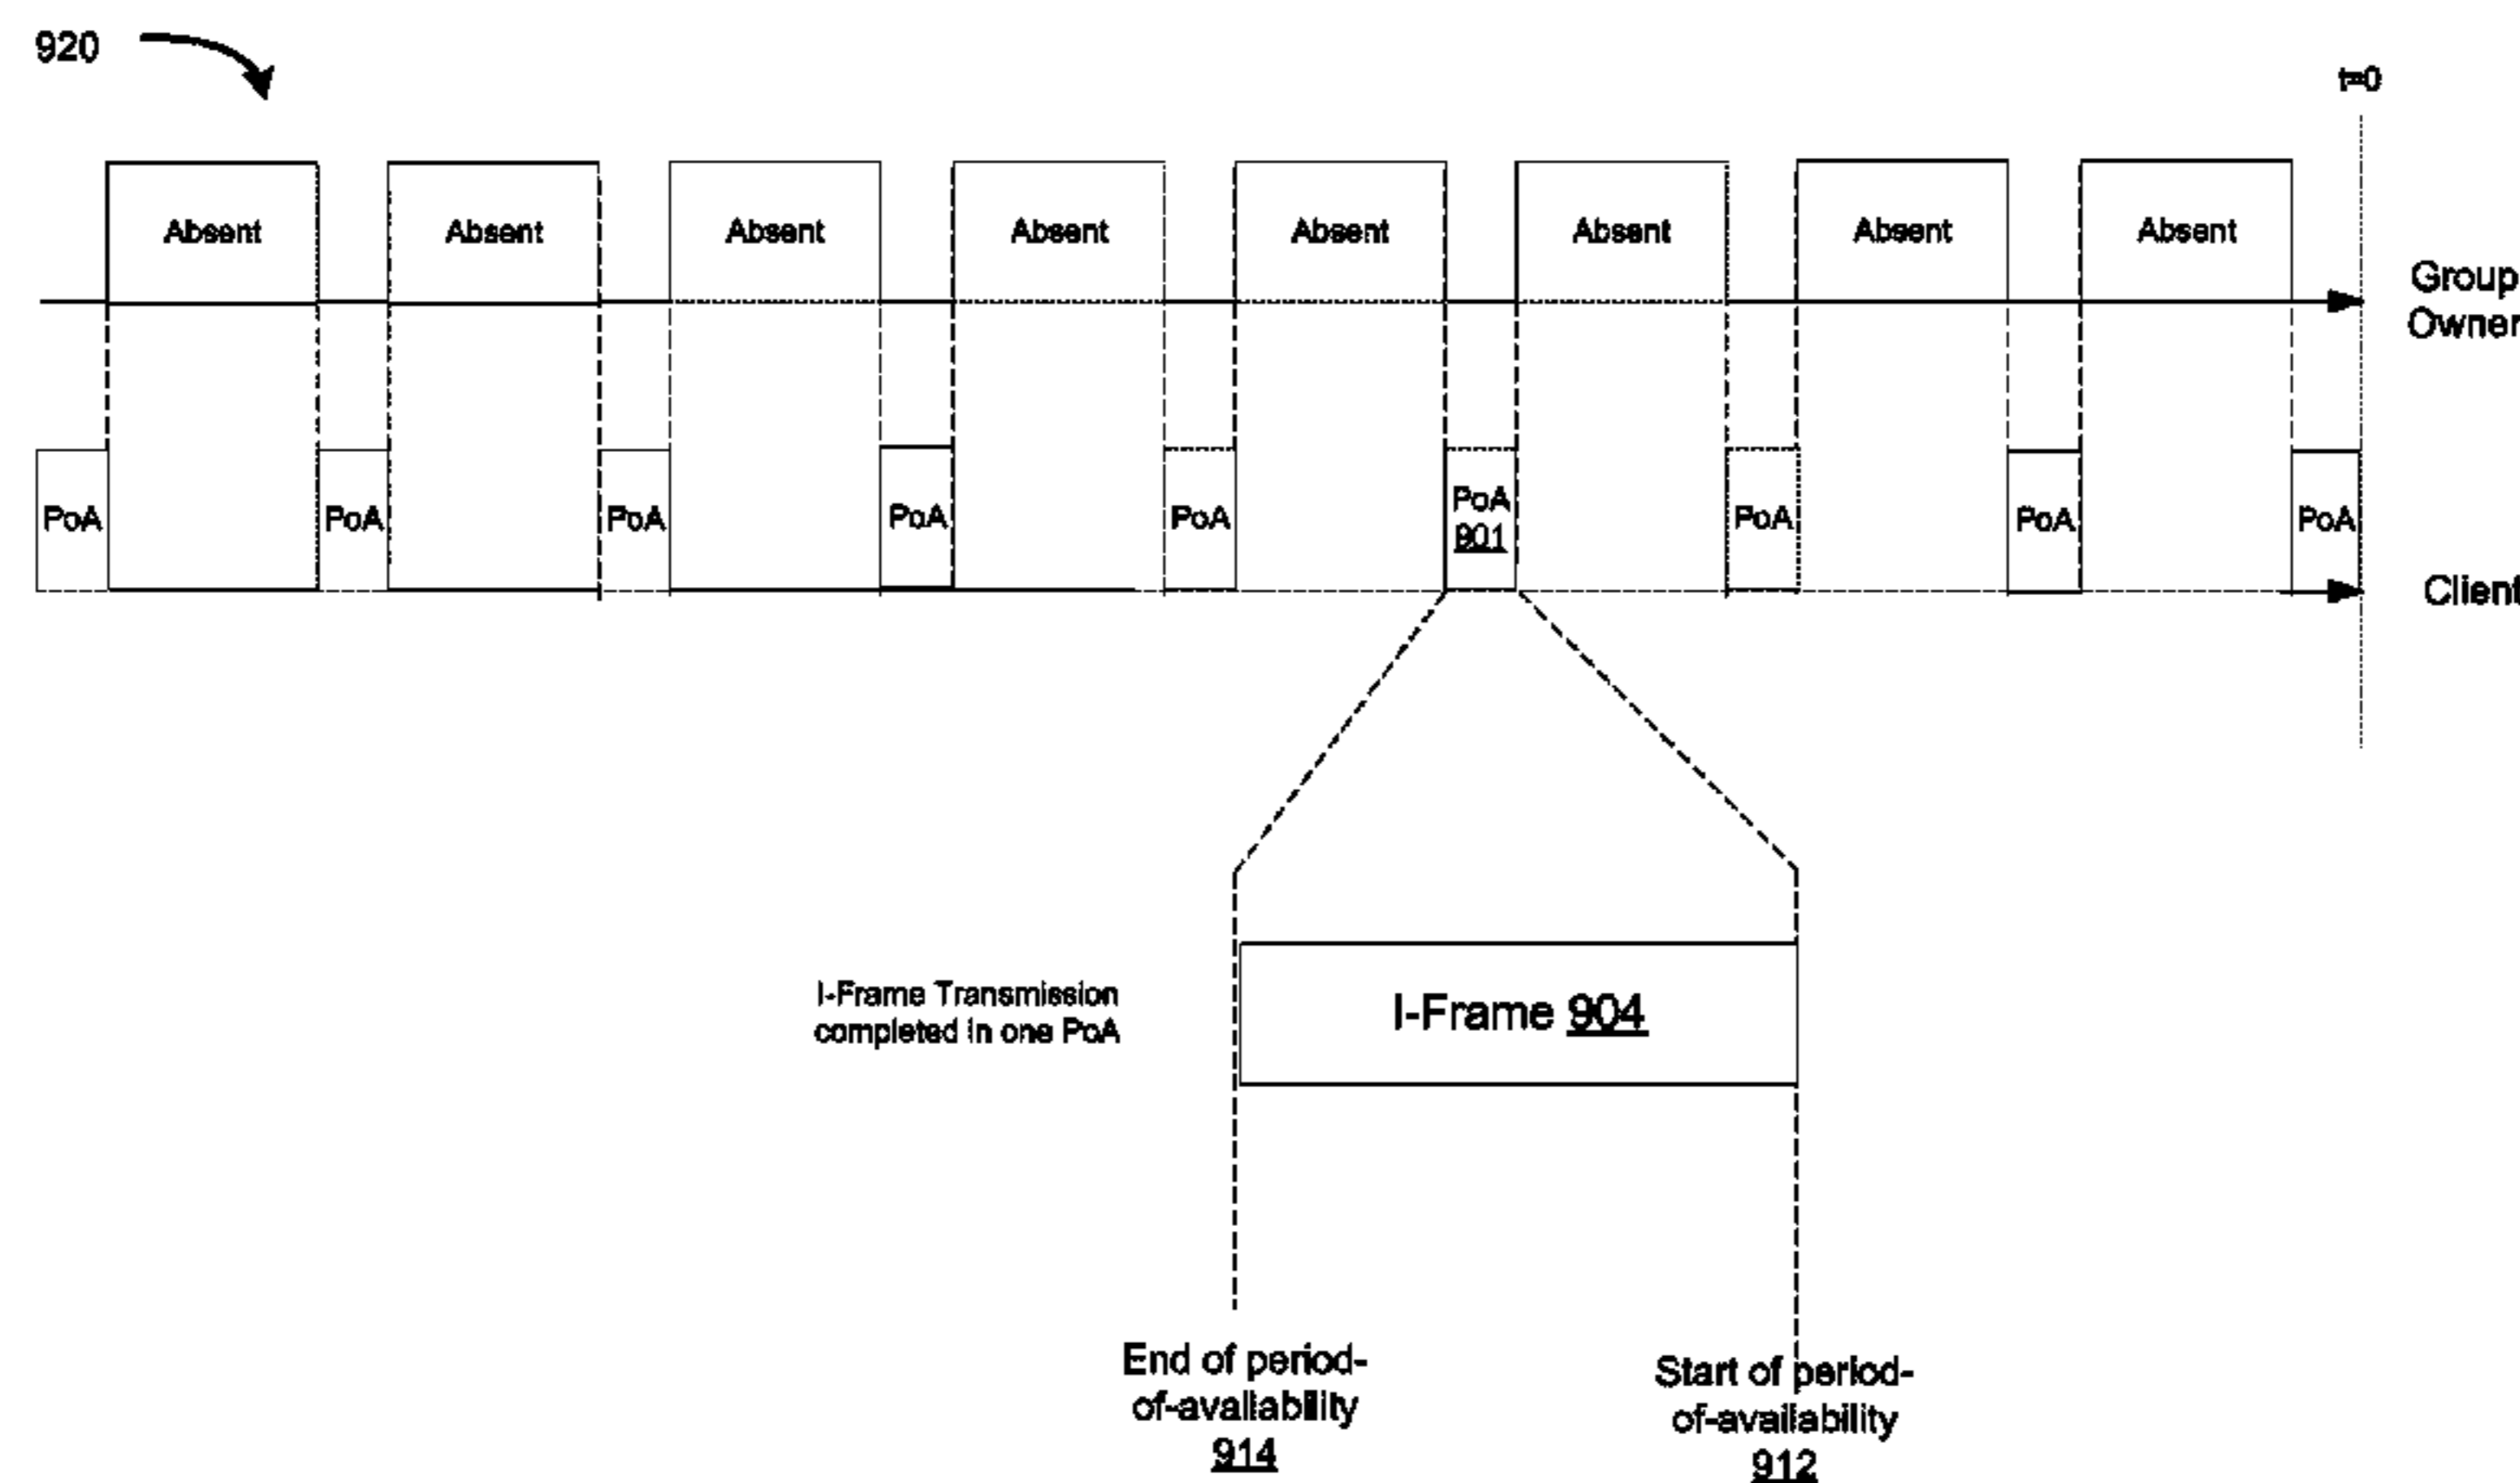 920
t=0
Absent Absent Absent Absent Absent Absent Absent Absent
Group
Owner
PoA PoA PoA PoA PoA PoA PoA PoA PoA
901
Client
I-Frame Transmission
completed in one PoA
I-Frame 904
End of period-
of-availability
914
Start of period-
of-availability
912